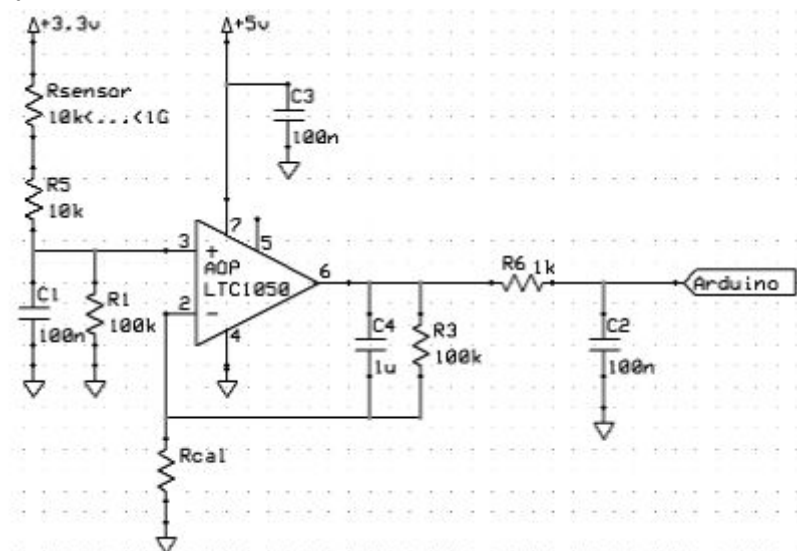 +3,3v
+5v
Rsensor
10k<...<1G
C3
100n
R5
10k
7
5
3
+
AOP
LTC1050
6
R6 1k
Arduino
2
-
4
C1
100n
R1
100k
C4
1u
R3
100k
C2
100n
Rcal